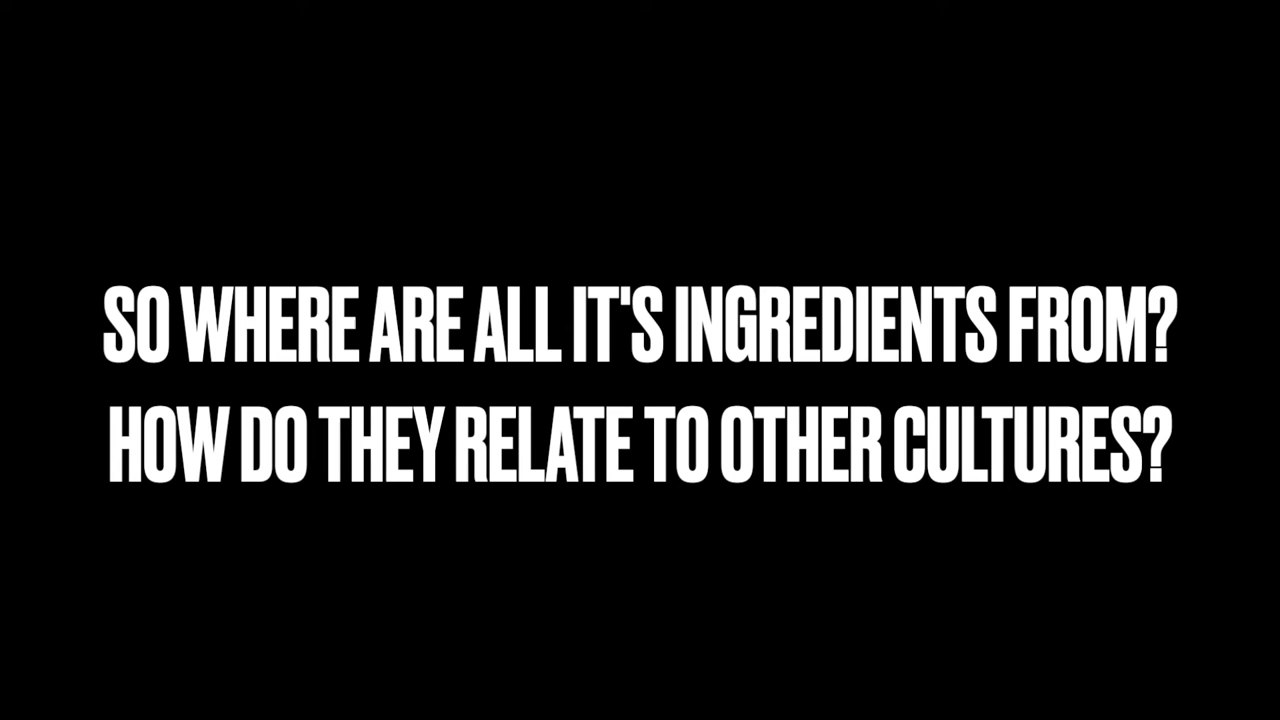 SO WHERE ARE ALL IT'S INGREDIENTS FROM?
HOW DO THEY RELATE TO OTHER CULTURES?